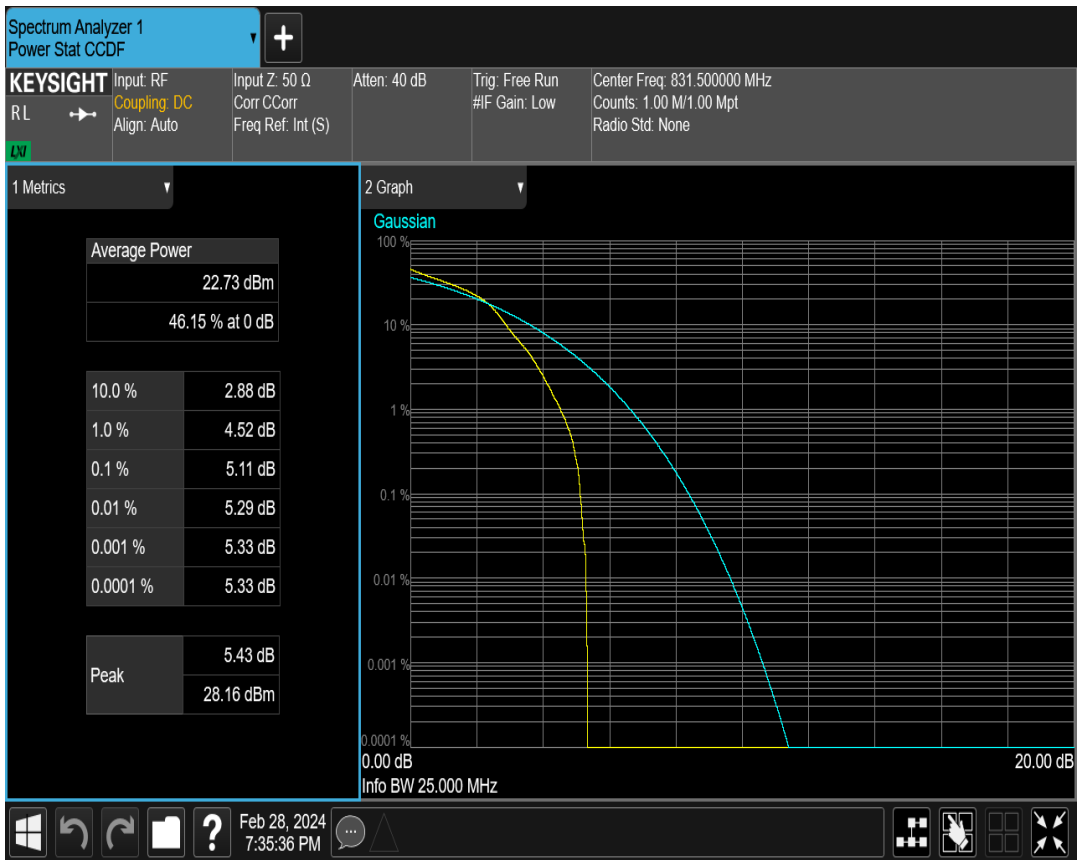 Spectrum Analyzer 1
Power Stat CCDF
KEYSIGHT
RL
LXI
Input: RF
Coupling: DC
Align: Auto
Input Z: 50 Ω
Corr CCorr
Freq Ref: Int (S)
Atten: 40 dB
Trig: Free Run
#IF Gain: Low
Center Freq: 831.500000 MHz
Counts: 1.00 M/1.00 Mpt
Radio Std: None
1 Metrics
Average Power
22.73 dBm
46.15 % at 0 dB
10.0 % 2.88 dB
1.0 % 4.52 dB
0.1 % 5.11 dB
0.01 % 5.29 dB
0.001 % 5.33 dB
0.0001 % 5.33 dB
Peak
5.43 dB
28.16 dBm
2 Graph
Gaussian
100 %
10 %
1 %
0.1 %
0.01 %
0.001 %
0.0001 %
0.00 dB 20.00 dB
Info BW 25.000 MHz
?
Feb 28, 2024
7:35:36 PM